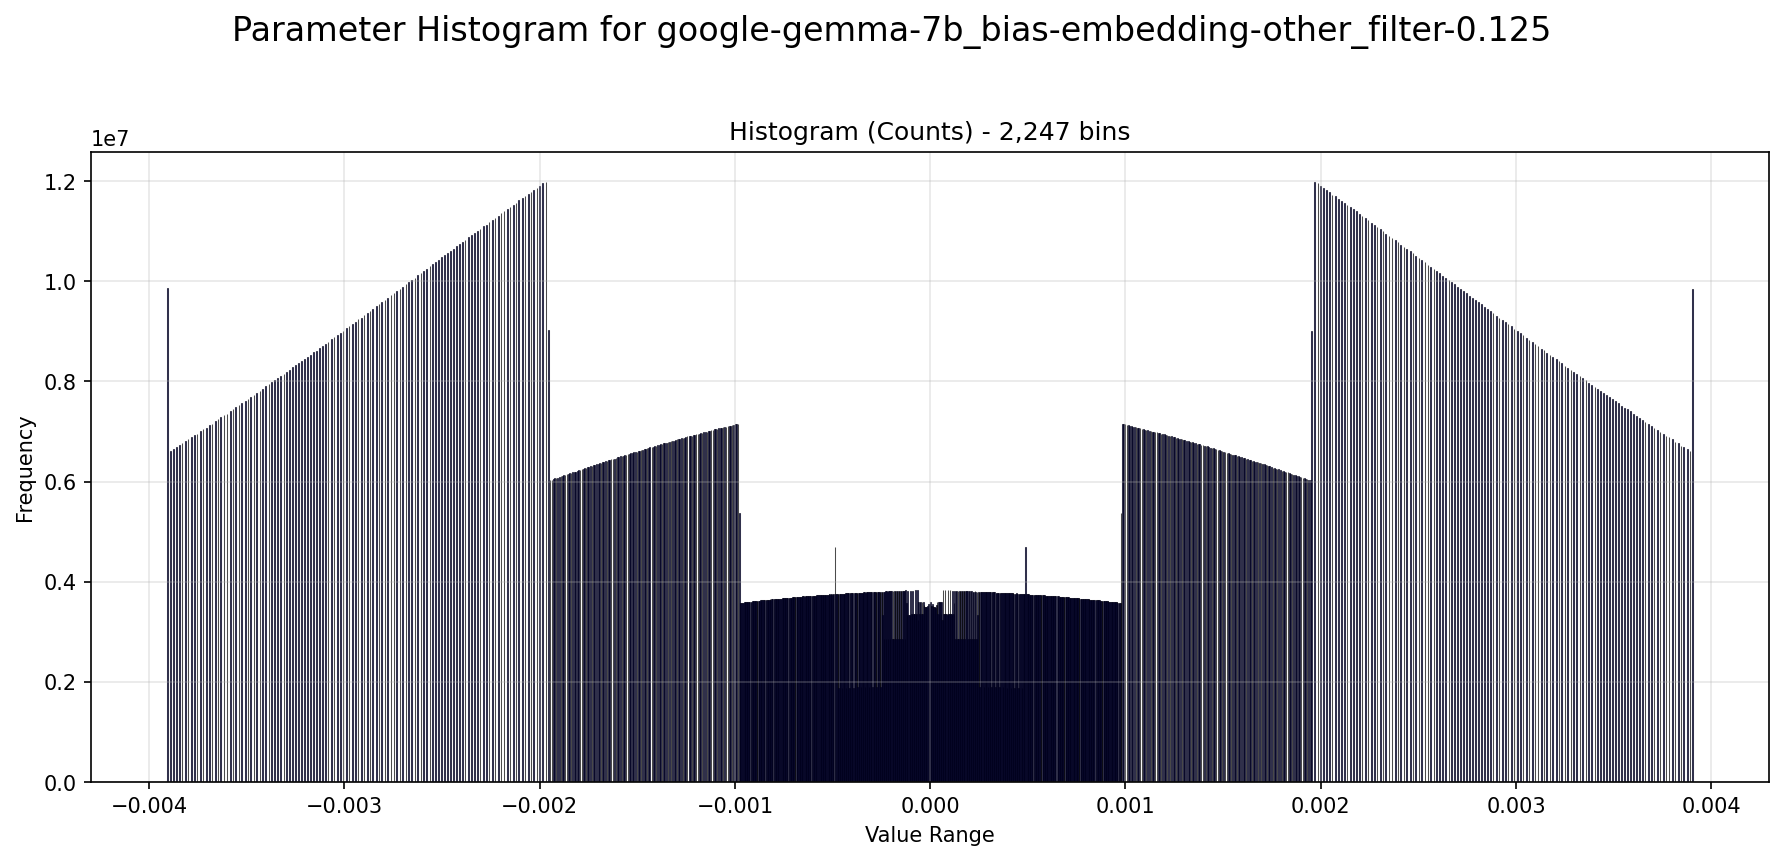 Parameter Histogram for google-gemma-7b_bias-embedding-other_filter-0.125
Histogram (Counts) - 2,247 bins
1e7
1.2
1.0
0.8
0.6
0.4
0.2
0.0
Frequency
−0.004 −0.003 −0.002 −0.001 0.000 0.001 0.002 0.003 0.004
Value Range